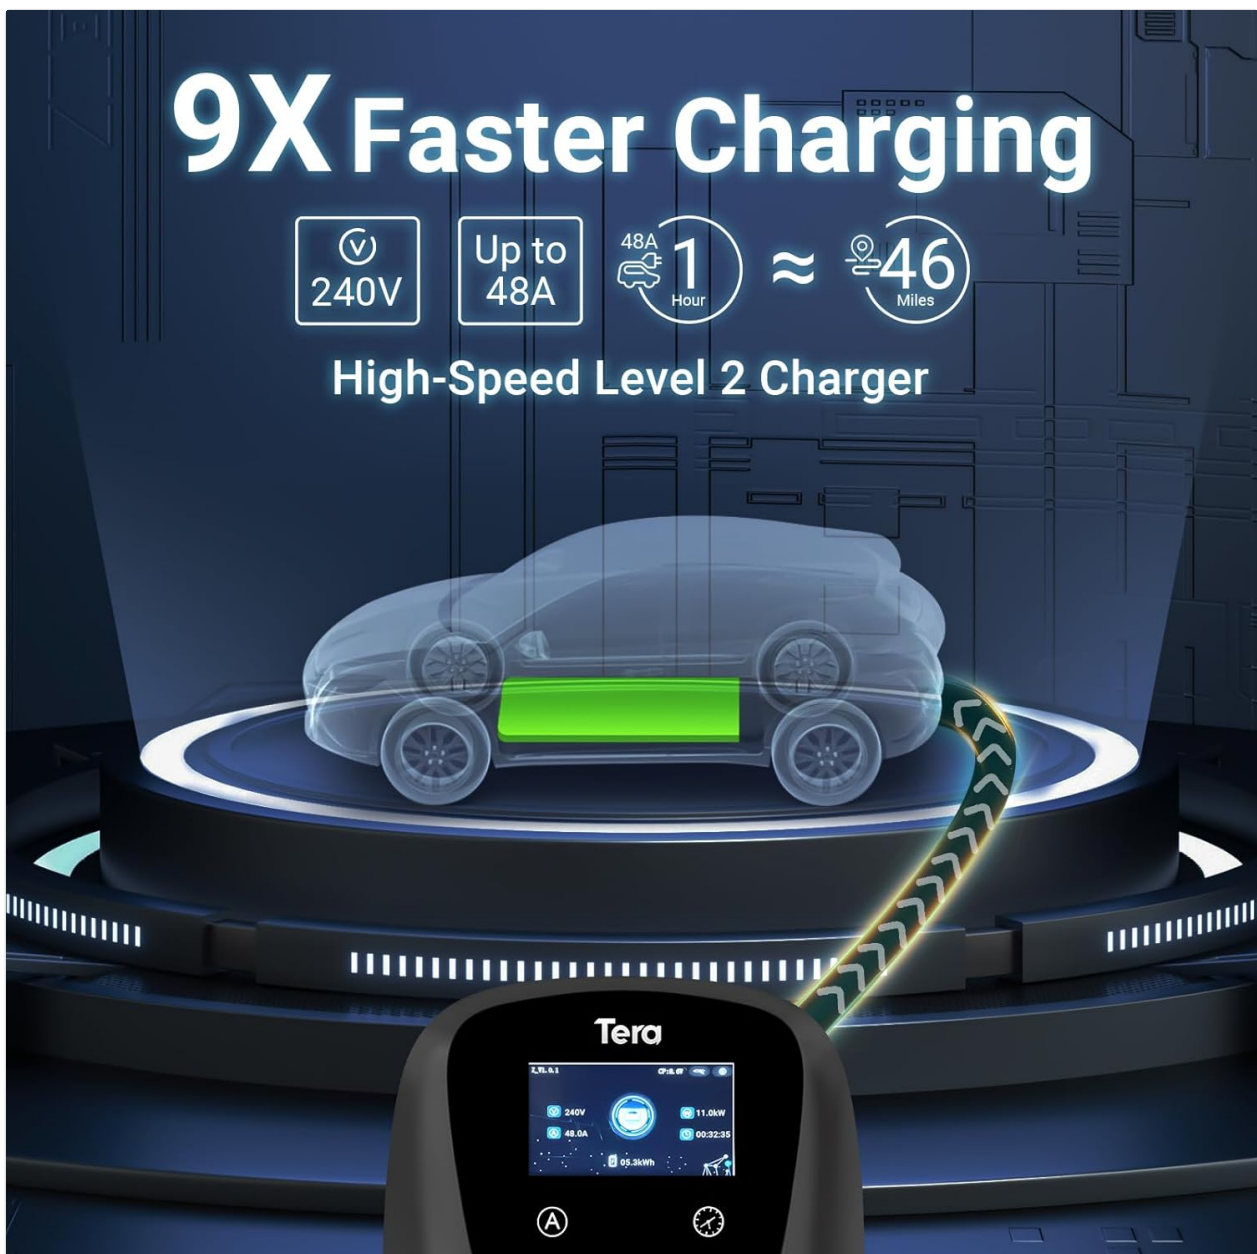 9X Faster Charging
240V
Up to
48A
48A
1
Hour
≈
46
Miles
High-Speed Level 2 Charger
Tera
240V
11.0kW
48.0A
00:32:35
05.3kWh
A